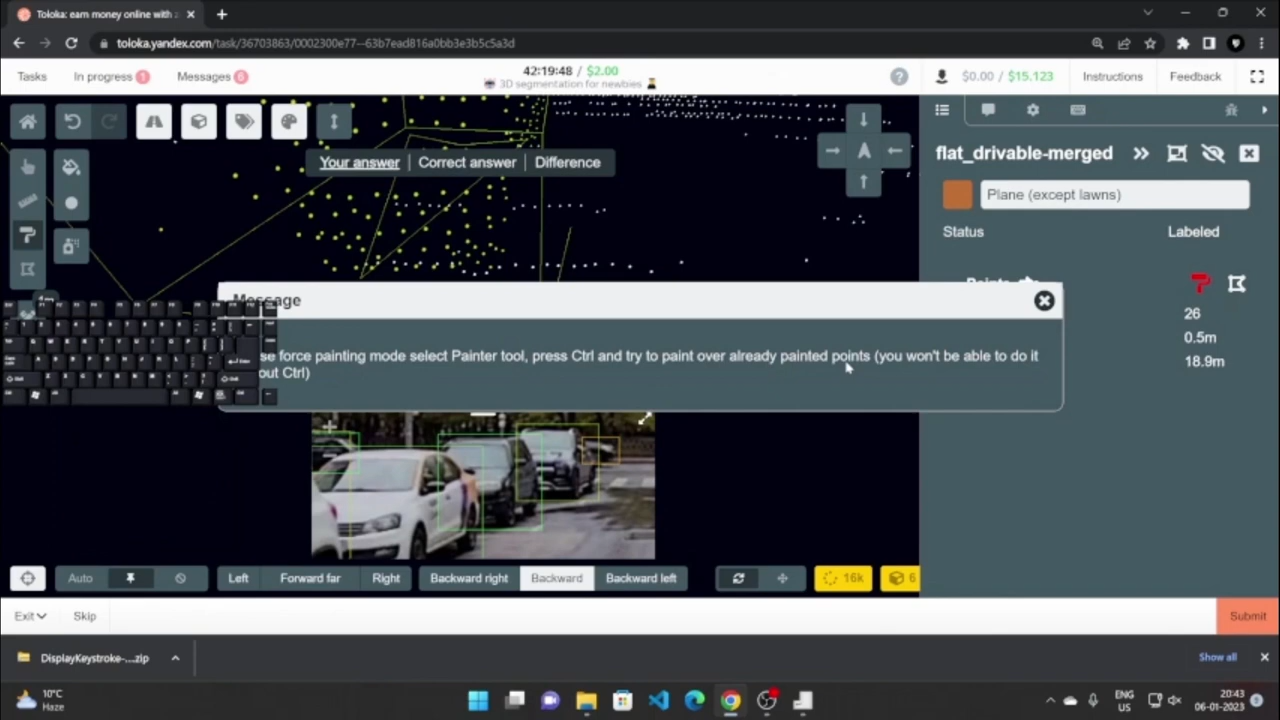 Toloka: earn money online with
toloka.yandex.com/task/36703863/0002300e77--63b7ead816a0bb3e3b5c5a3d
Tasks
In progress 1
Messages 6
42:19:48 / $2.00
3D segmentation for newbies
$0.00 / $15.123
Instructions
Feedback
Your answer | Correct answer | Difference
flat_drivable-merged
Plane (except lawns)
Status
Labeled
Message
Points
26
0.5m
18.9m
force painting mode select Painter tool, press Ctrl and try to paint over already painted points (you won't be able to do it
Ctrl)
Auto
Left
Forward far
Right
Backward right
Backward
Backward left
16k
6
Exit
Skip
Submit
DisplayKeystroke-...zip
Show all
10°C
Haze
ENG
US
20:43
06-01-2023